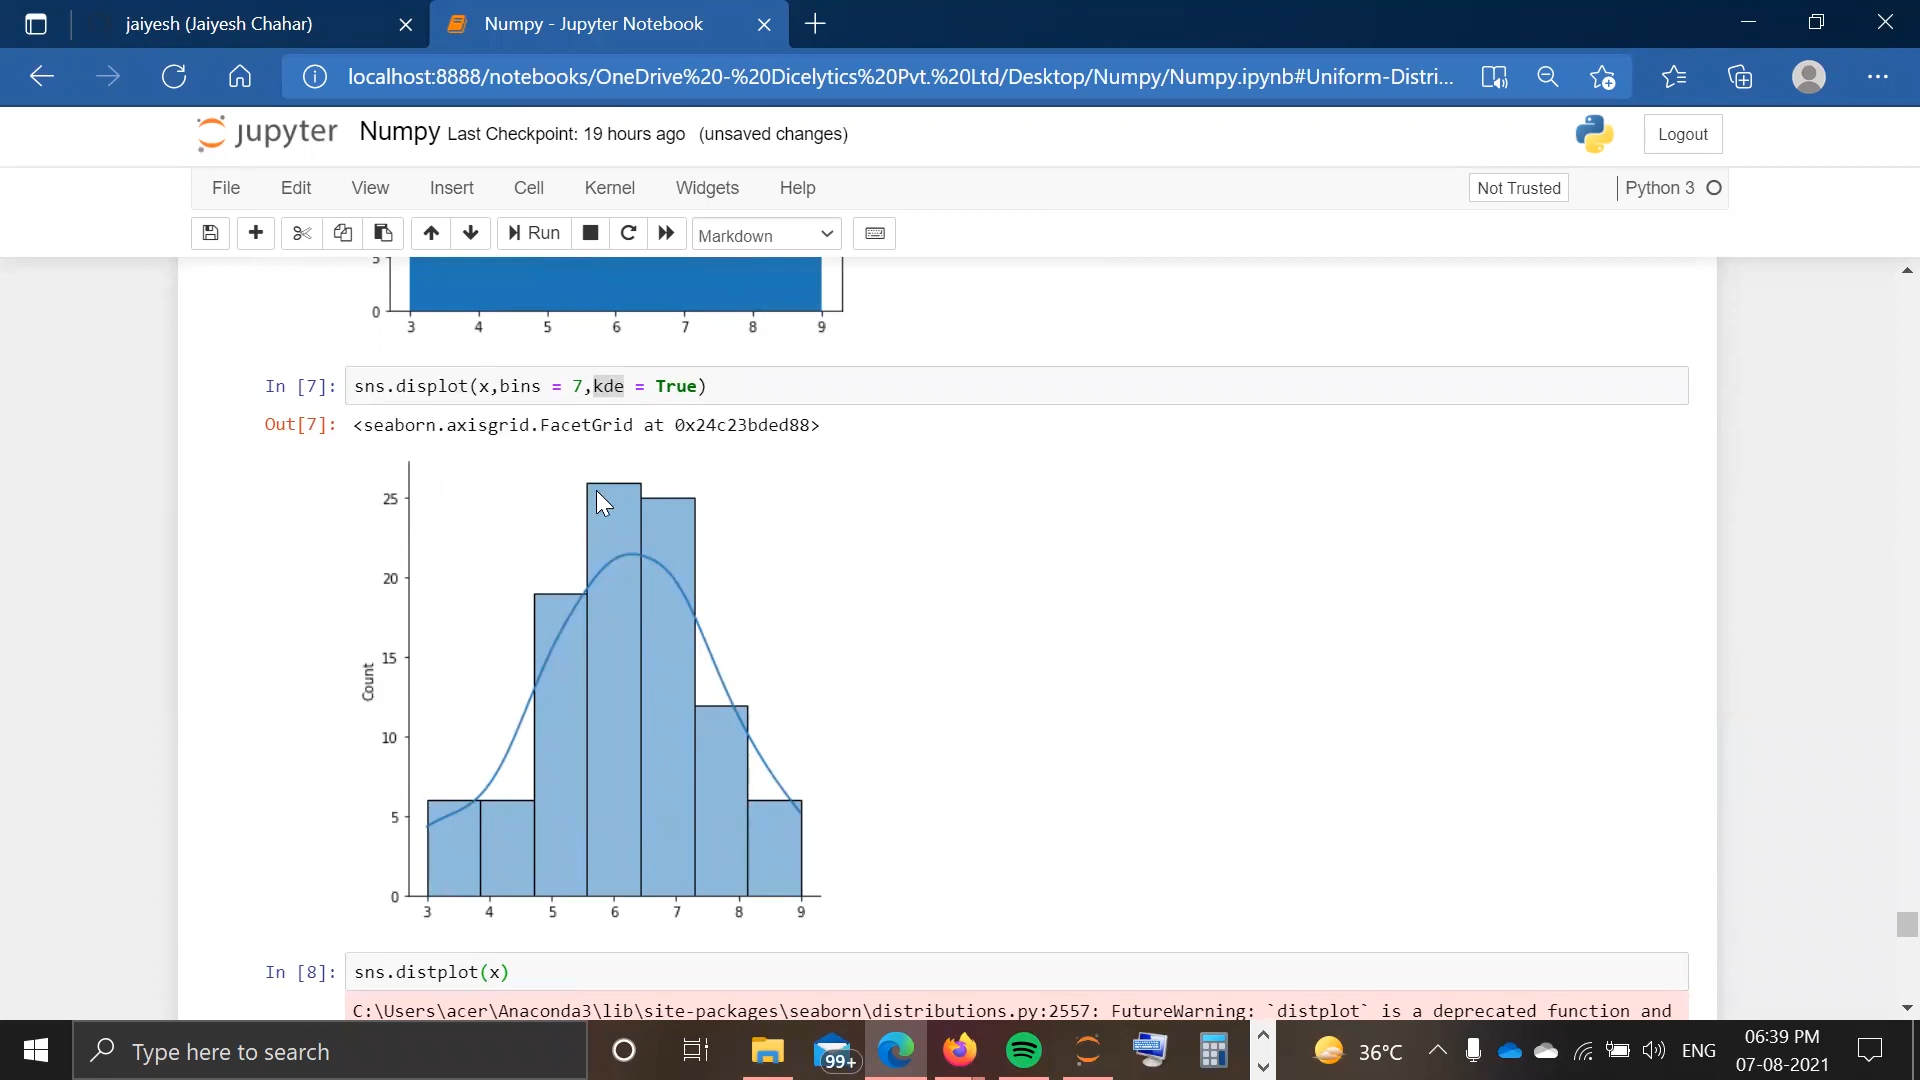 jaiyesh (Jaiyesh Chahar)
Numpy - Jupyter Notebook
localhost:8888/notebooks/OneDrive%20-%20Dicelytics%20Pvt.%20Ltd/Desktop/Numpy/Numpy.ipynb#Uniform-Distri...
jupyter Numpy Last Checkpoint: 19 hours ago (unsaved changes)
Logout
File Edit View Insert Cell Kernel Widgets Help
Not Trusted
Python 3
Run
Markdown
5
0
3 4 5 6 7 8 9
In [7]: sns.displot(x,bins = 7,kde = True)
Out[7]: <seaborn.axisgrid.FacetGrid at 0x24c23bded88>
25
20
15
Count
10
5
0
3 4 5 6 7 8 9
In [8]: sns.distplot(x)
C:\Users\acer\Anaconda3\lib\site-packages\seaborn\distributions.py:2557: FutureWarning: `distplot` is a deprecated function and
Type here to search
99+
36°C
ENG
06:39 PM
07-08-2021